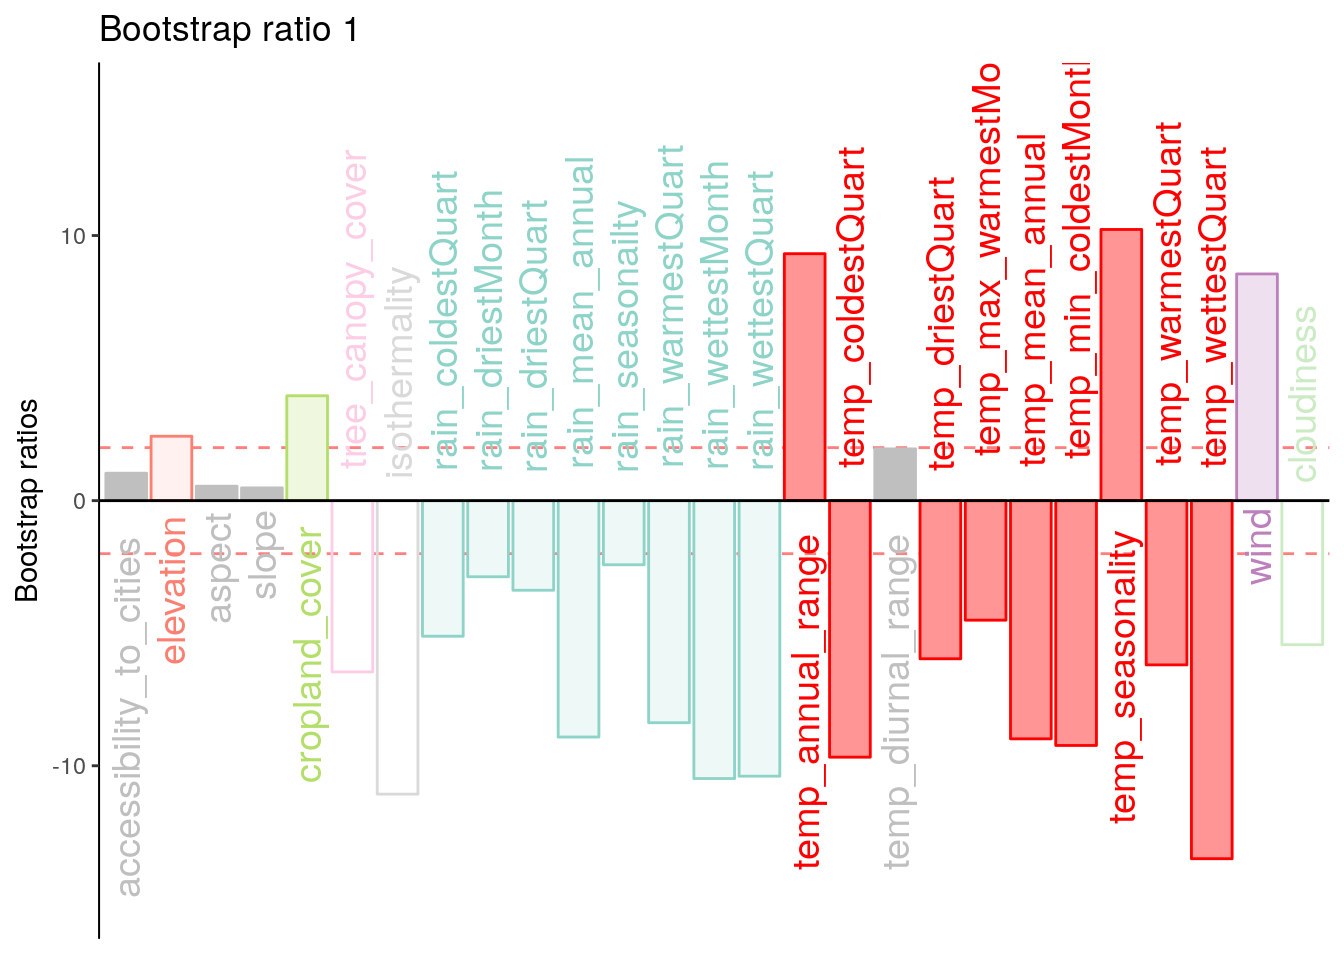 Bootstrap ratio 1
Bootstrap ratios
10
0
-10
accessibility_to_cities
elevation
aspect
slope
cropland_cover
tree_canopy_cover
isothermality
rain_coldestQuart
rain_driestMonth
rain_driestQuart
rain_mean_annual
rain_seasonailty
rain_warmestQuart
rain_wettestMonth
rain_wettestQuart
temp_annual_range
temp_coldestQuart
temp_diurnal_range
temp_driestQuart
temp_max_warmestMo
temp_mean_annual
temp_min_coldestMont
temp_seasonality
temp_warmestQuart
temp_wettestQuart
wind
cloudiness